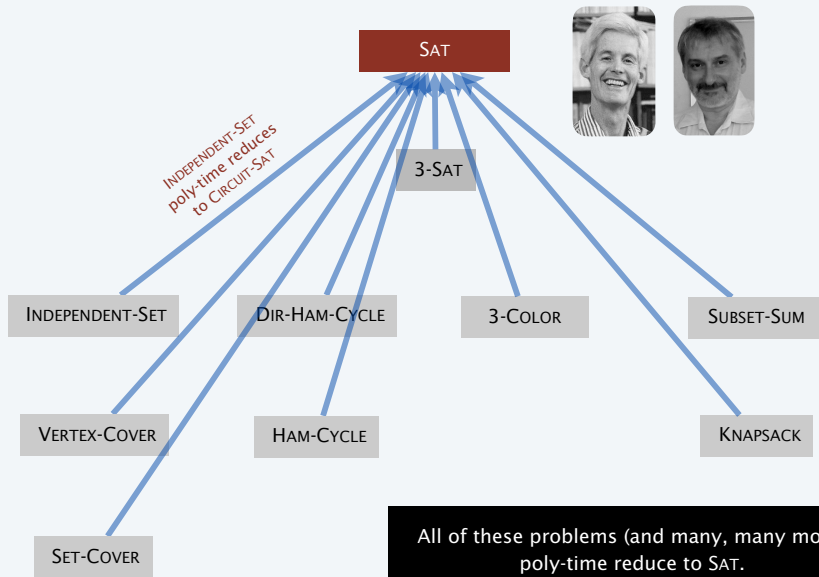 SAT
INDEPENDENT-SET
poly-time reduces
to CIRCUIT-SAT
3-SAT
INDEPENDENT-SET
DIR-HAM-CYCLE
3-COLOR
SUBSET-SUM
VERTEX-COVER
HAM-CYCLE
KNAPSACK
SET-COVER
All of these problems (and many, many
poly-time reduce to SAT.